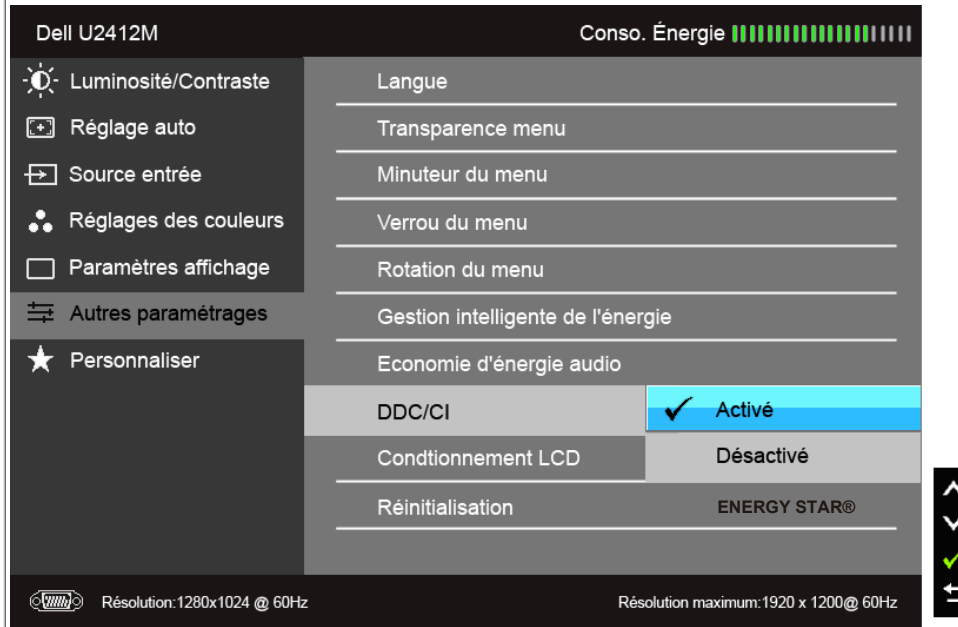 Dell U2412M
Conso. Énergie
Luminosité/Contraste
Réglage auto
Source entrée
Réglages des couleurs
Paramètres affichage
Autres paramétrages
Personnaliser
Langue
Transparence menu
Minuteur du menu
Verrou du menu
Rotation du menu
Gestion intelligente de l'énergie
Economie d'énergie audio
DDC/CI
Activé
Désactivé
Condtionnement LCD
Réinitialisation
ENERGY STAR®
Résolution:1280x1024 @ 60Hz
Résolution maximum:1920 x 1200@ 60Hz